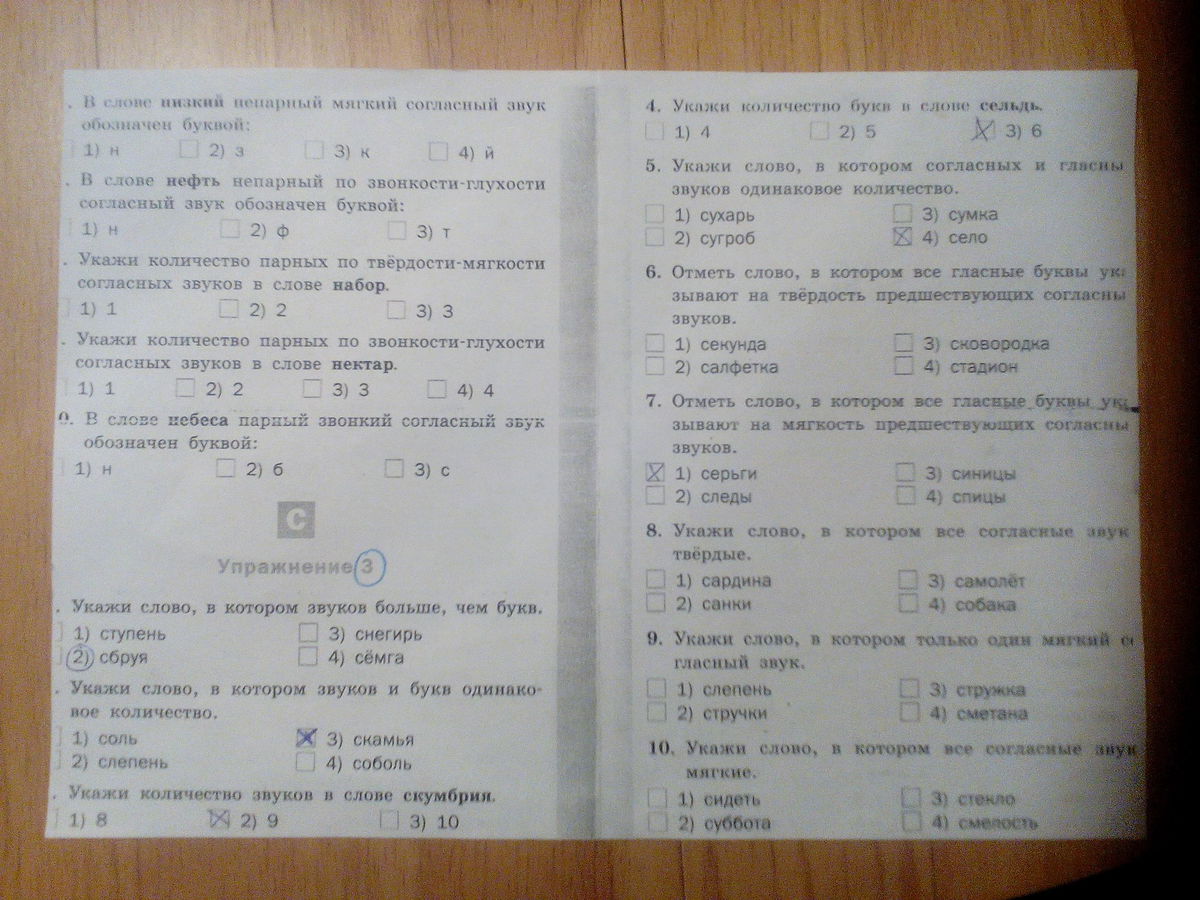 . В слове низкий непарный мягкий согласный звук
обозначен буквой:
1) н 2) з 3) к 4) й
. В слове нефть непарный по звонкости-глухости
согласный звук обозначен буквой:
1) н 2) ф 3) т
. Укажи количество парных по твёрдости-мягкости
согласных звуков в слове набор.
1) 1 2) 2 3) 3
. Укажи количество парных по звонкости-глухости
согласных звуков в слове нектар.
1) 1 2) 2 3) 3 4) 4
0. В слове небеса парный звонкий согласный звук
обозначен буквой:
1) н 2) б 3) с
С
Упражнение 3
. Укажи слово, в котором звуков больше, чем букв.
1) ступень 3) снегирь
2) сбруя 4) сёмга
. Укажи слово, в котором звуков и букв одинако-
вое количество.
1) соль 3) скамья
2) слепень 4) соболь
. Укажи количество звуков в слове скумбрия.
1) 8 2) 9 3) 10
4. Укажи количество букв в слове сельдь.
1) 4 2) 5 3) 6
5. Укажи слово, в котором согласных и гласны
звуков одинаковое количество.
1) сухарь 3) сумка
2) сугроб 4) село
6. Отметь слово, в котором все гласные буквы ука
зывают на твёрдость предшествующих согласны
звуков.
1) секунда 3) сковородка
2) салфетка 4) стадион
7. Отметь слово, в котором все гласные буквы ука
зывают на мягкость предшествующих согласны
звуков.
1) серьги 3) синицы
2) следы 4) спицы
8. Укажи слово, в котором все согласные звук
твёрдые.
1) сардина 3) самолёт
2) санки 4) собака
9. Укажи слово, в котором только один мягкий со
гласный звук.
1) слепень 3) стружка
2) стручки 4) сметана
10. Укажи слово, в котором все согласные звук
мягкие.
1) сидеть 3) стекло
2) суббота 4) смелость